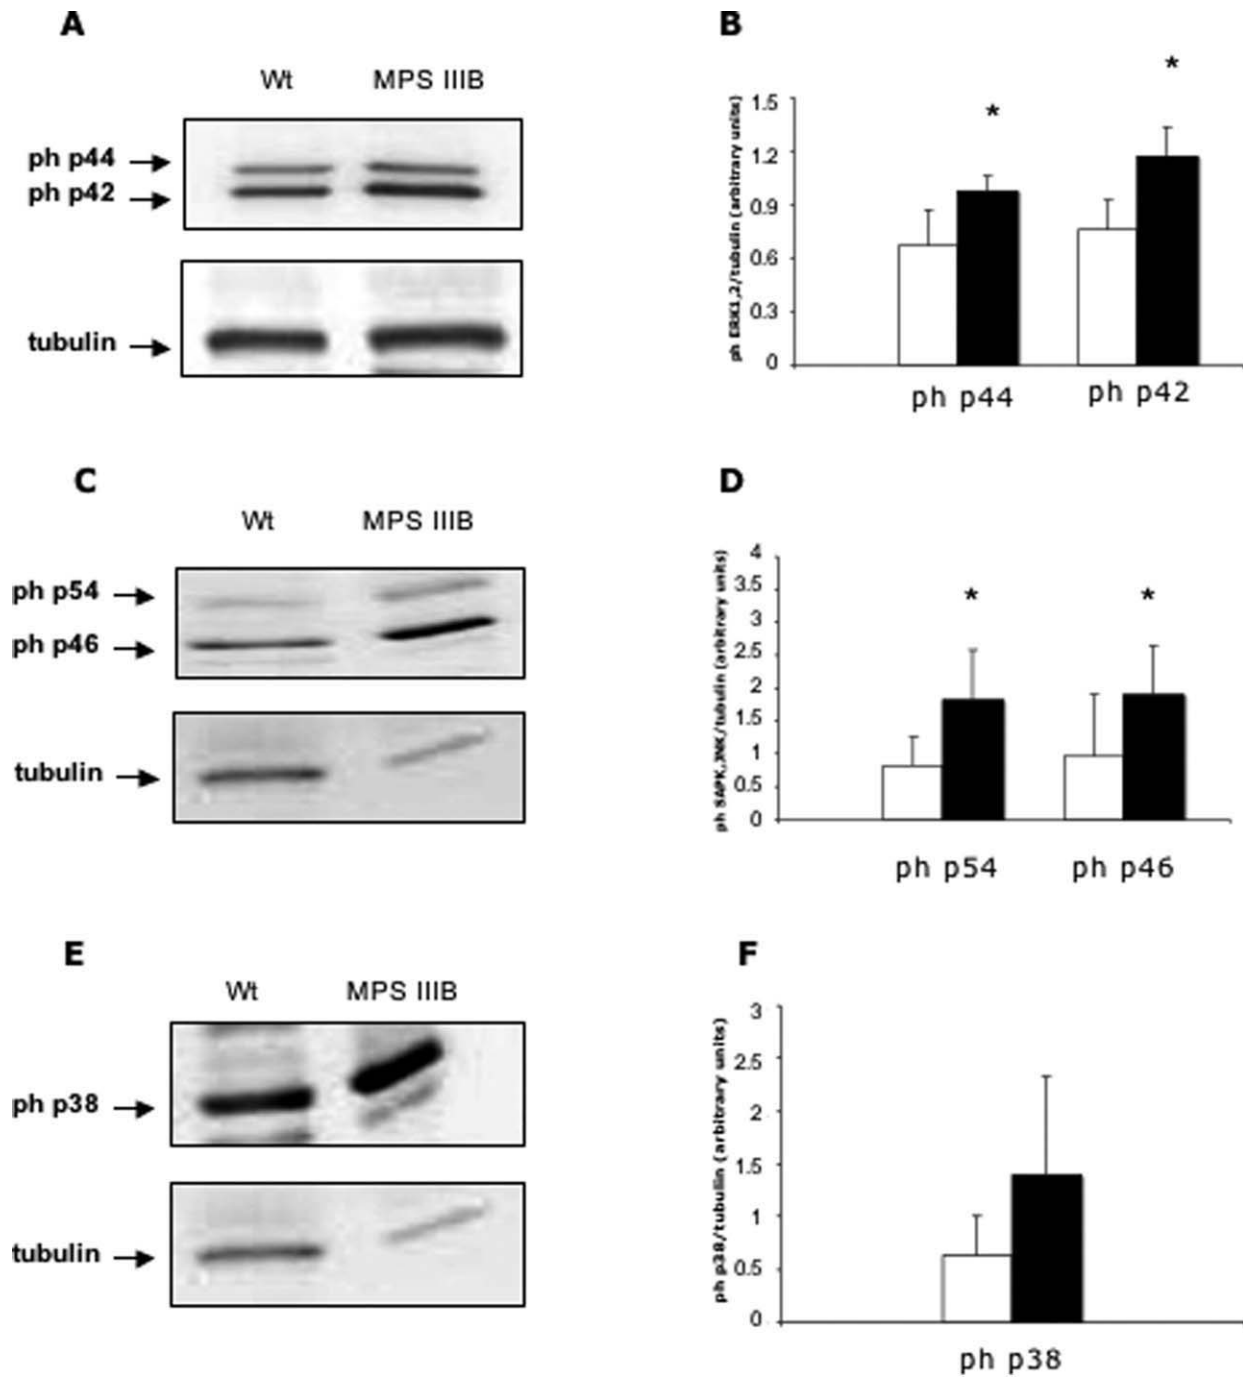 A
Wt MPS IIIB
ph p44
ph p42
tubulin
B
*
*
ph ERK1,2/tubulin (arbitrary units)
1.5
1.2
0.9
0.6
0.3
0
ph p44 ph p42
C
Wt MPS IIIB
ph p54
ph p46
tubulin
D
* *
ph SAPK,JNK/tubulin (arbitrary units)
4
3.5
3
2.5
2
1.5
1
0.5
0
ph p54 ph p46
E
Wt MPS IIIB
ph p38
tubulin
F
ph p38/tubulin (arbitrary units)
3
2.5
2
1.5
1
0.5
0
ph p38